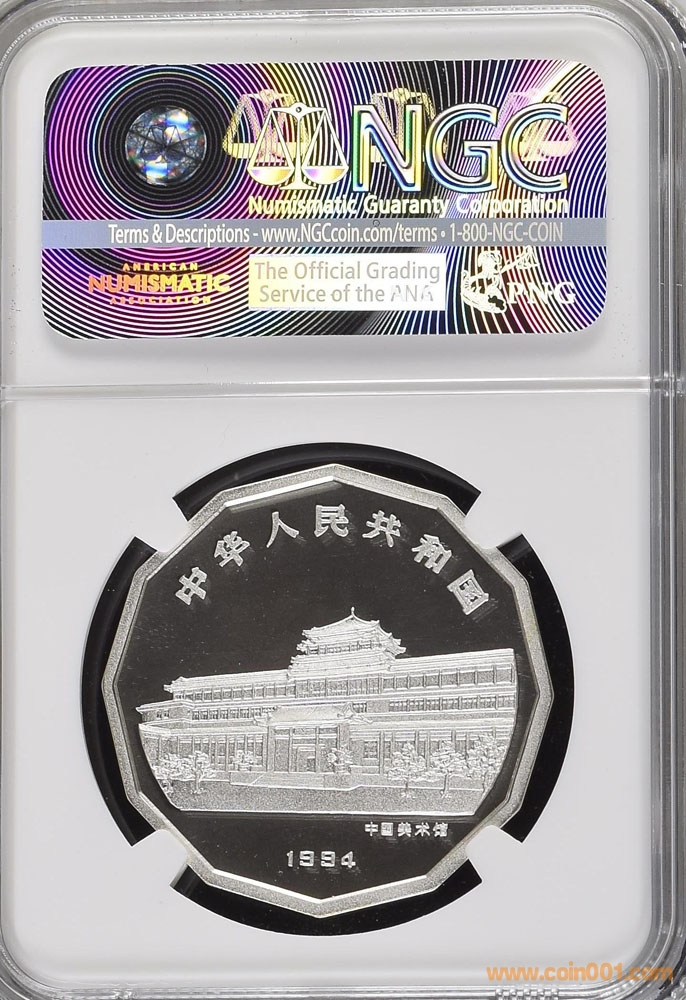 NGC
Numismatic Guaranty Corporation
Terms & Descriptions - www.NGCcoin.com/terms • 1-800-NGC-COIN
AMERICAN
NUMISMATIC
ASSOCIATION
The Official Grading
Service of the ANA
PNG
中华人民共和国
中国美术馆
1994
www.coin001.com